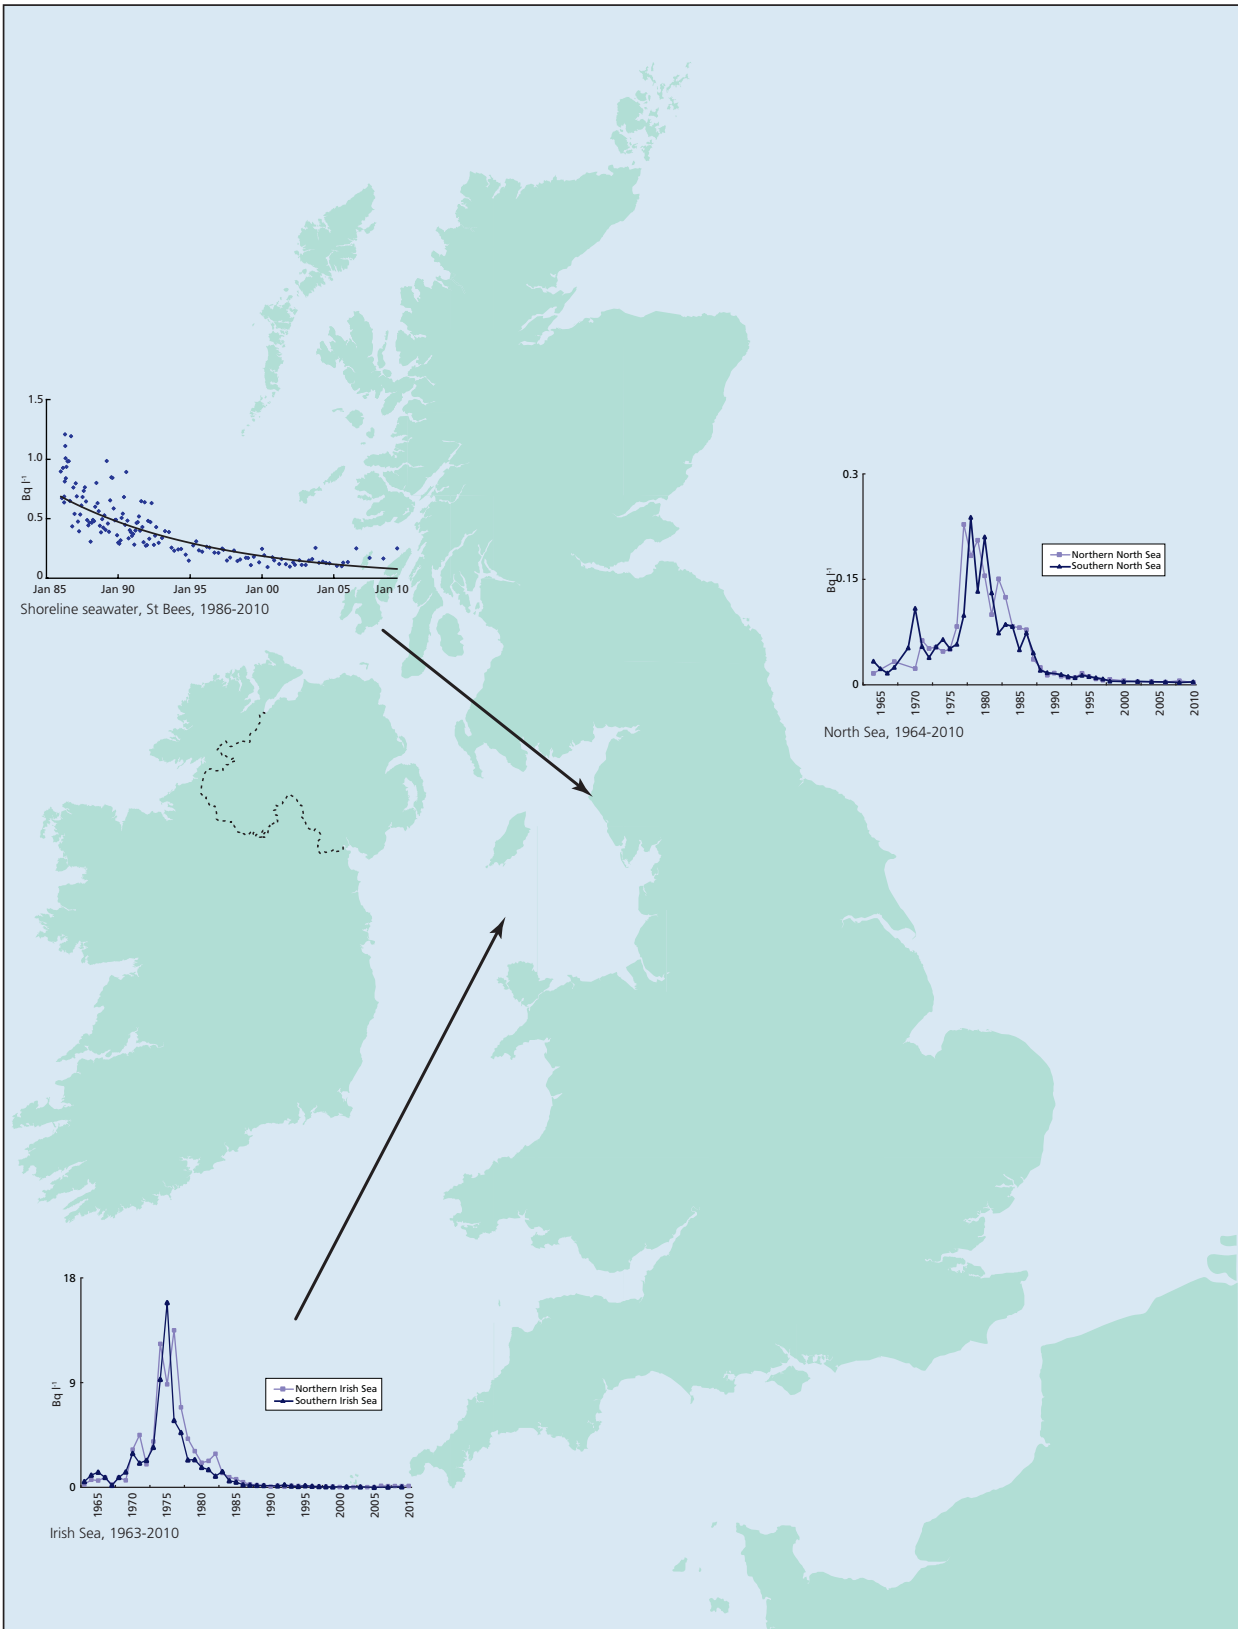 1.5
1.0
0.5
0
Bq l-1
Jan 85 Jan 90 Jan 95 Jan 00 Jan 05 Jan 10
Shoreline seawater, St Bees, 1986-2010
0.3
0.15
0
Bq l-1
Northern North Sea
Southern North Sea
1965 1970 1975 1980 1985 1990 1995 2000 2005 2010
North Sea, 1964-2010
18
9
0
Bq l-1
Northern Irish Sea
Southern Irish Sea
1965 1970 1975 1980 1985 1990 1995 2000 2005 2010
Irish Sea, 1963-2010